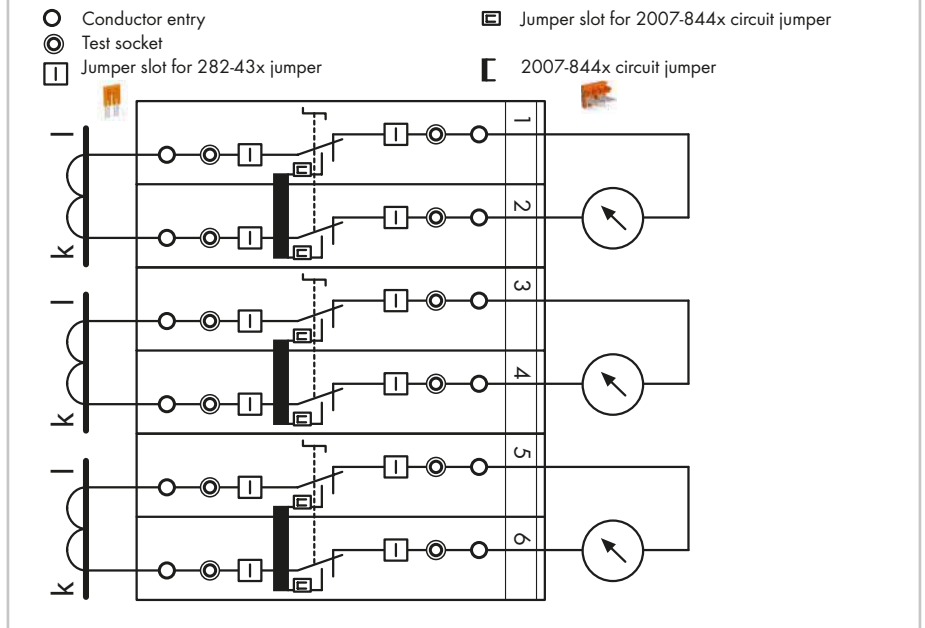 Conductor entry
Jumper slot for 2007-844x circuit jumper
Test socket
Jumper slot for 282-43x jumper
2007-844x circuit jumper
l
1
k
2
l
3
k
4
l
5
k
6